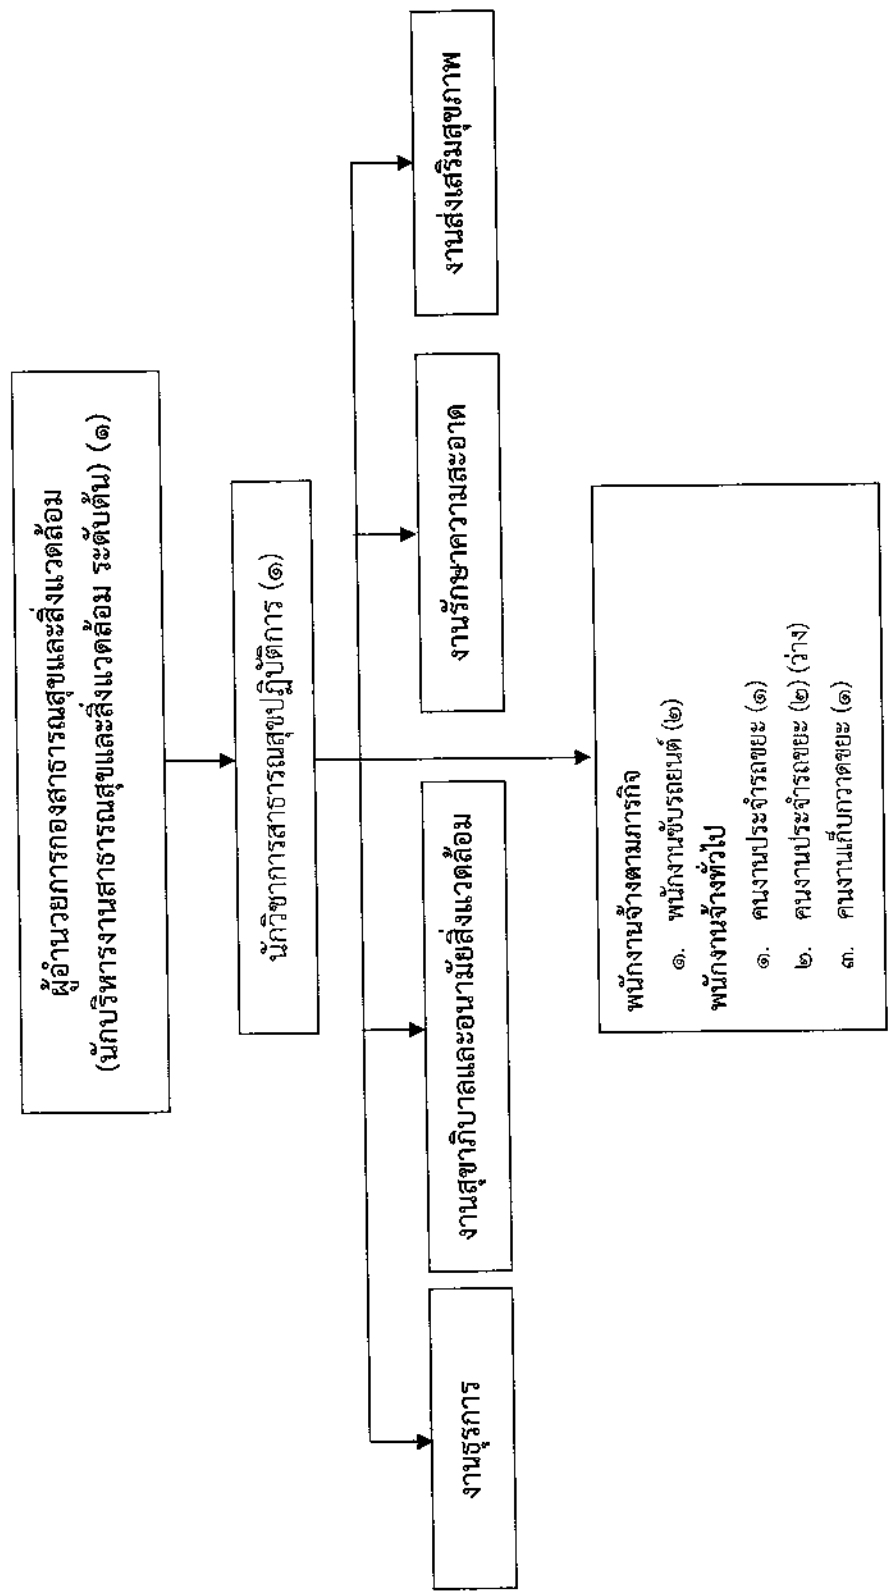 ผู้อำนวยการกองสาธารณสุขและสิ่งแวดล้อม
(นักบริหารงานสาธารณสุขและสิ่งแวดล้อม ระดับต้น) (๑)
นักวิชาการสาธารณสุขปฏิบัติการ (๑)
งานธุรการ
งานสุขาภิบาลและอนามัยสิ่งแวดล้อม
งานรักษาความสะอาด
งานส่งเสริมสุขภาพ
พนักงานจ้างตามภารกิจ
๑. พนักงานขับรถยนต์ (๒)
พนักงานจ้างทั่วไป
๑. คนงานประจำรถขยะ (๑)
๒. คนงานประจำรถขยะ (๒) (ว่าง)
๓. คนงานเก็บกวาดขยะ (๑)